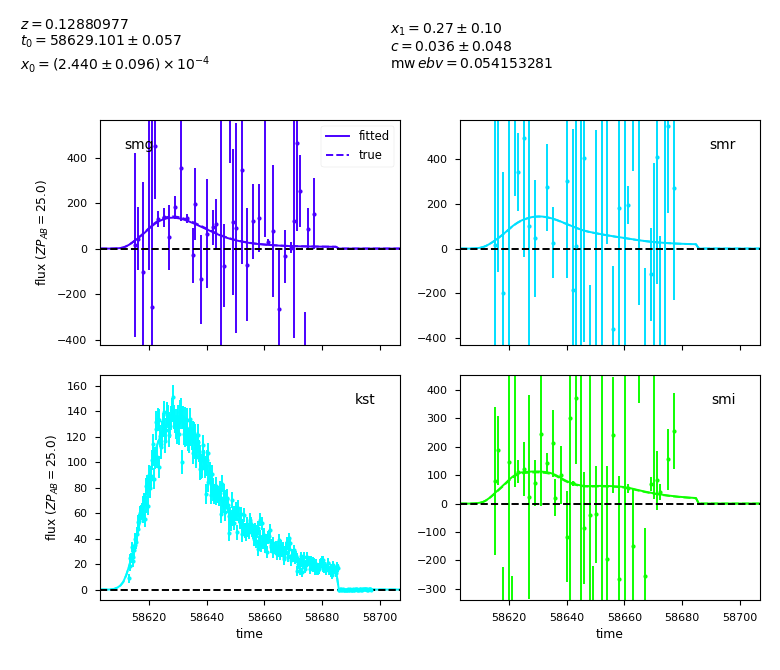 z = 0.12880977
t₀ = 58629.101 ± 0.057
x₀ = (2.440 ± 0.096) × 10⁻⁴
x₁ = 0.27 ± 0.10
c = 0.036 ± 0.048
mw ebv = 0.054153281
smg
fitted
true
400
200
0
−200
−400
flux (ZP_AB = 25.0)
smr
400
200
0
−200
−400
kst
160
140
120
100
80
60
40
20
0
flux (ZP_AB = 25.0)
58620 58640 58660 58680 58700
time
smi
400
300
200
100
0
−100
−200
−300
58620 58640 58660 58680 58700
time